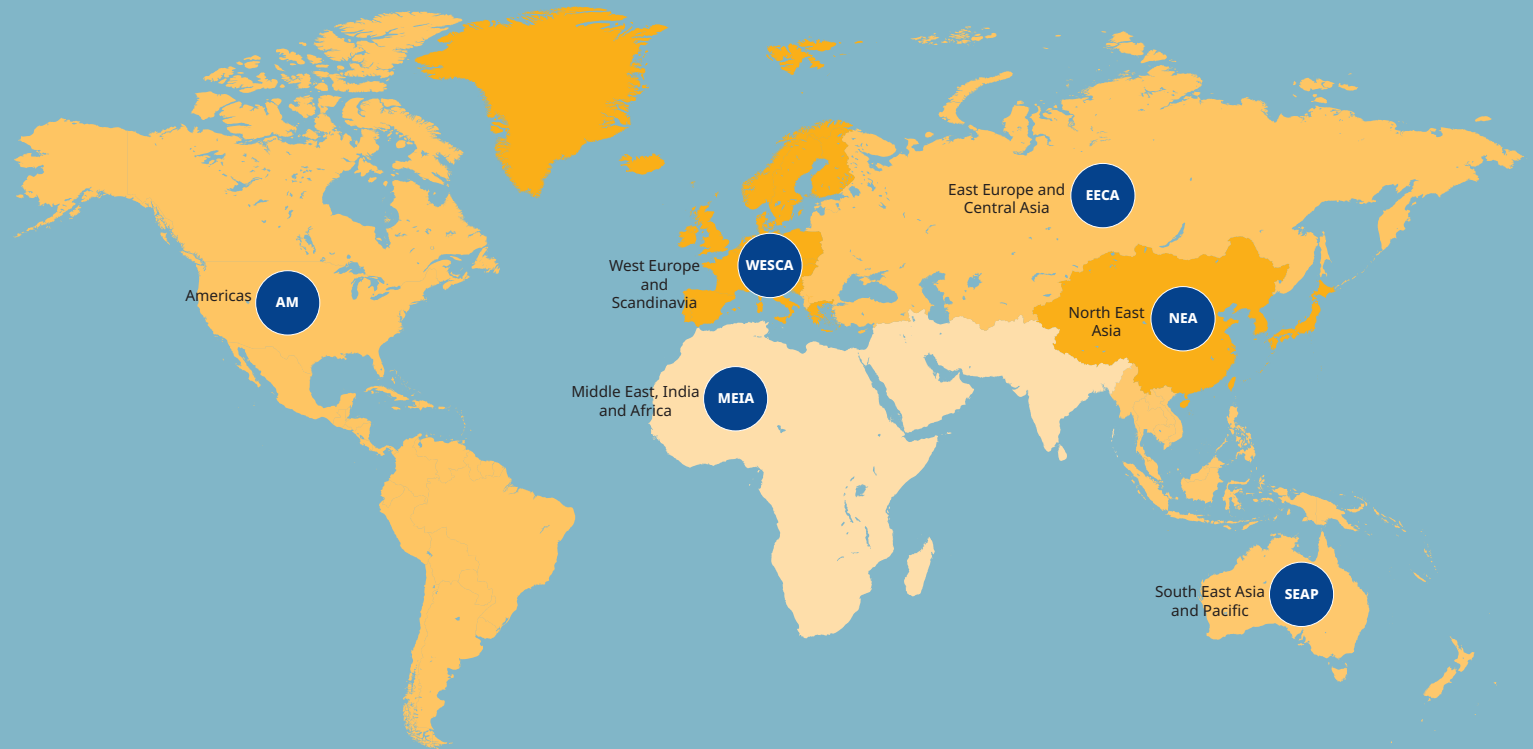 East Europe and
Central Asia
EECA
West Europe
and
Scandinavia
WESCA
Americas
AM
North East
Asia
NEA
Middle East, India
and Africa
MEIA
South East Asia
and Pacific
SEAP